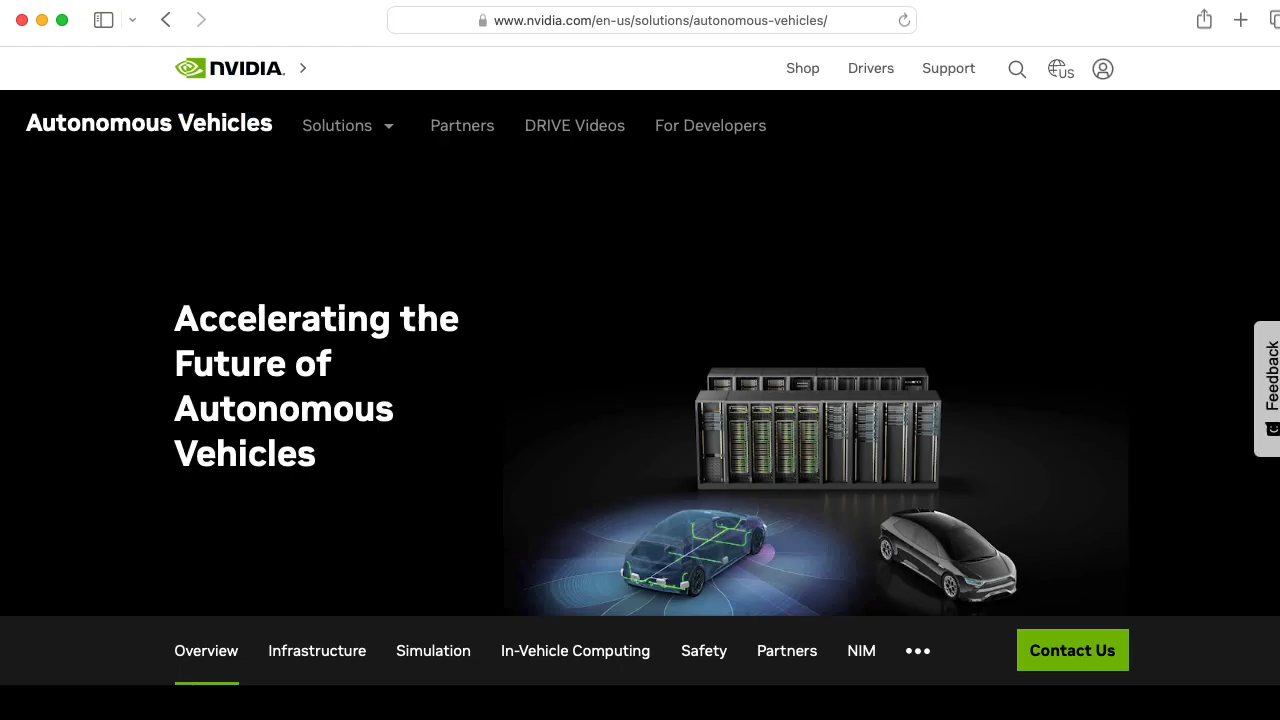 www.nvidia.com/en-us/solutions/autonomous-vehicles/
NVIDIA.
Shop Drivers Support US
Autonomous Vehicles Solutions Partners DRIVE Videos For Developers
Accelerating the
Future of
Autonomous
Vehicles
Feedback
Overview Infrastructure Simulation In-Vehicle Computing Safety Partners NIM Contact Us